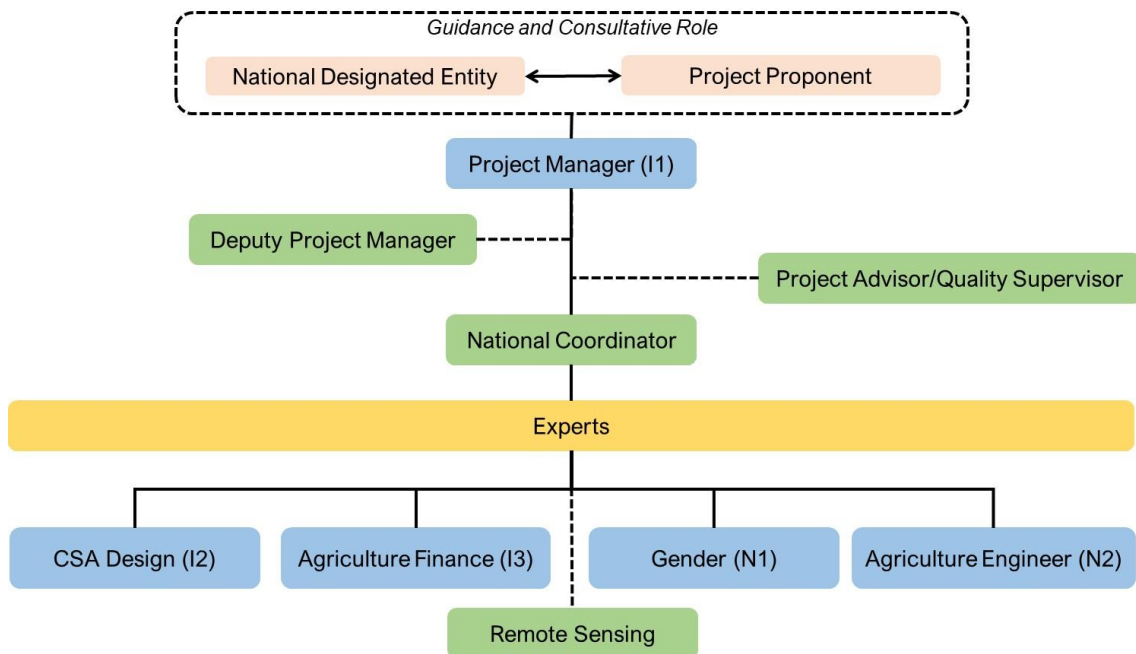 Guidance and Consultative Role
National Designated Entity
Project Proponent
Project Manager (I1)
Deputy Project Manager
Project Advisor/Quality Supervisor
National Coordinator
Experts
CSA Design (I2)
Agriculture Finance (I3)
Gender (N1)
Agriculture Engineer (N2)
Remote Sensing